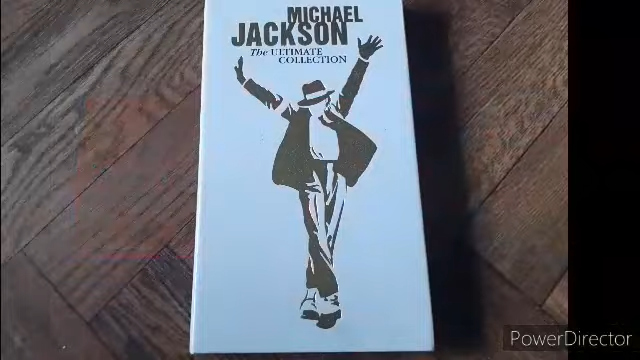 MICHAEL
JACKSON
The ULTIMATE
COLLECTION
PowerDirector